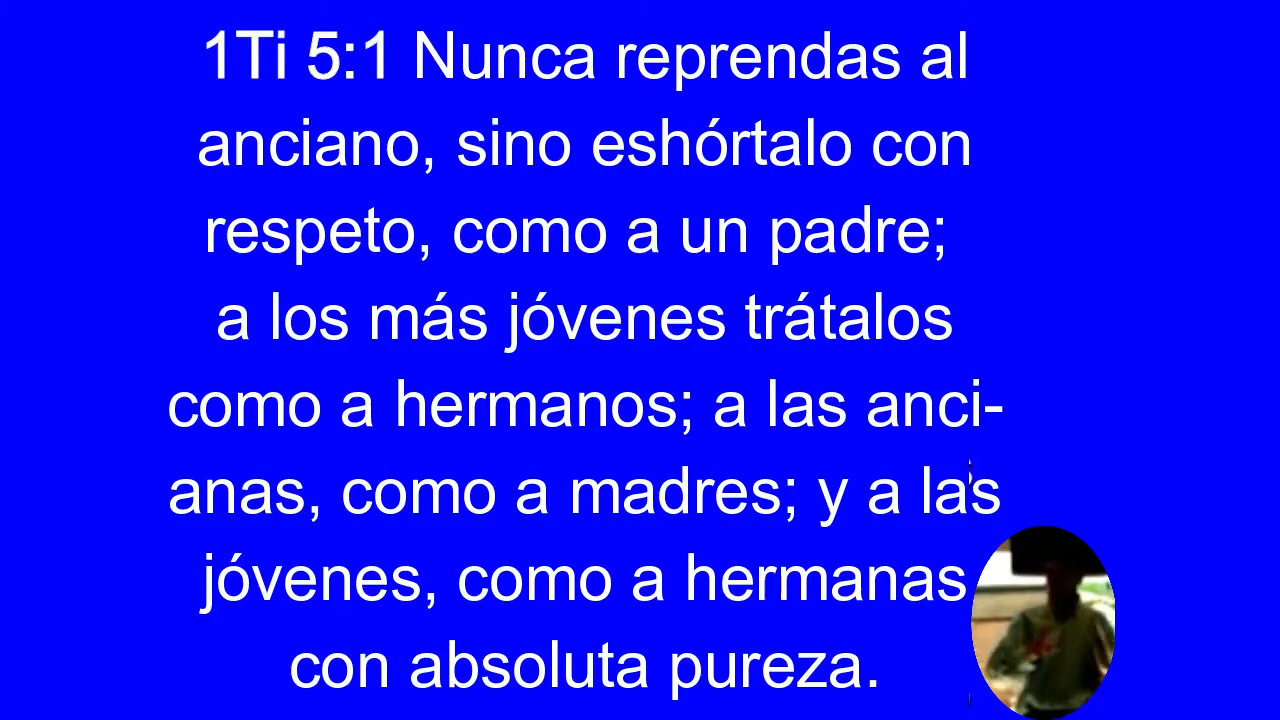 1Ti 5:1 Nunca reprendas al
anciano, sino eshórtalo con
respeto, como a un padre;
a los más jóvenes trátalos
como a hermanos; a las anci-
anas, como a madres; y a las
jóvenes, como a hermanas
con absoluta pureza.